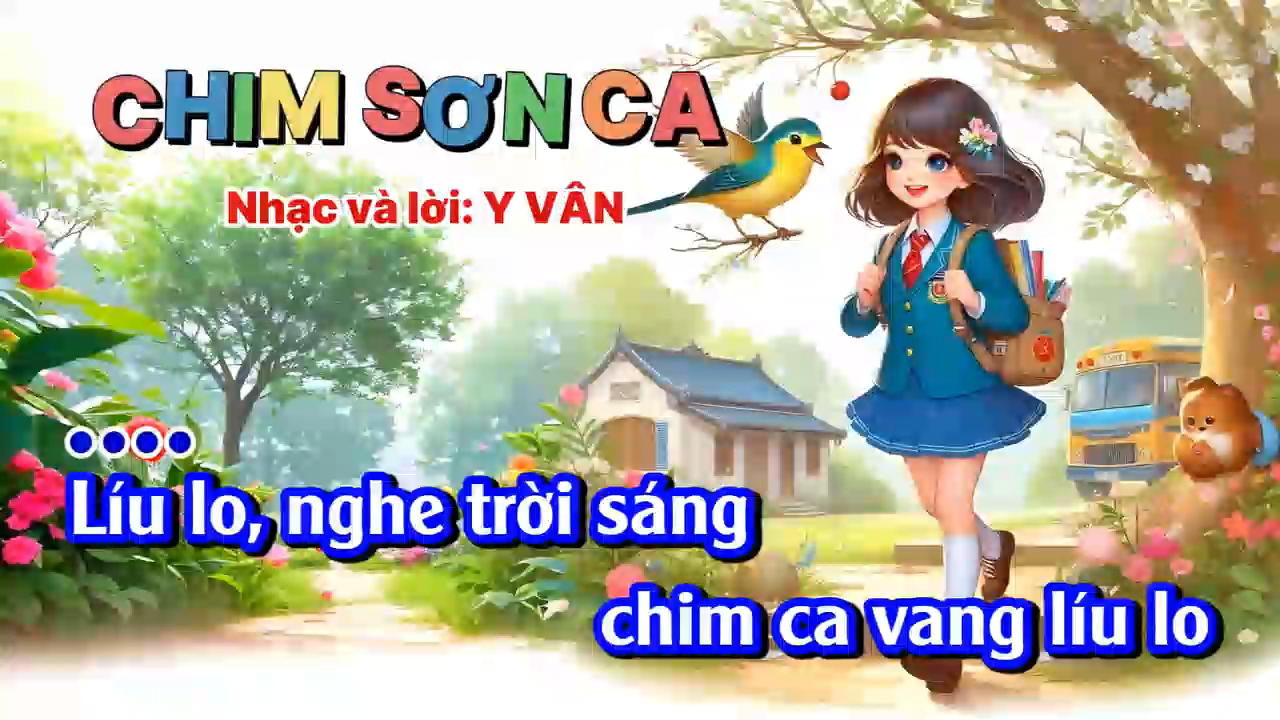 CHIM SƠN CA
Nhạc và lời: Y VÂN
Líu lo, nghe trời sáng
chim ca vang líu lo